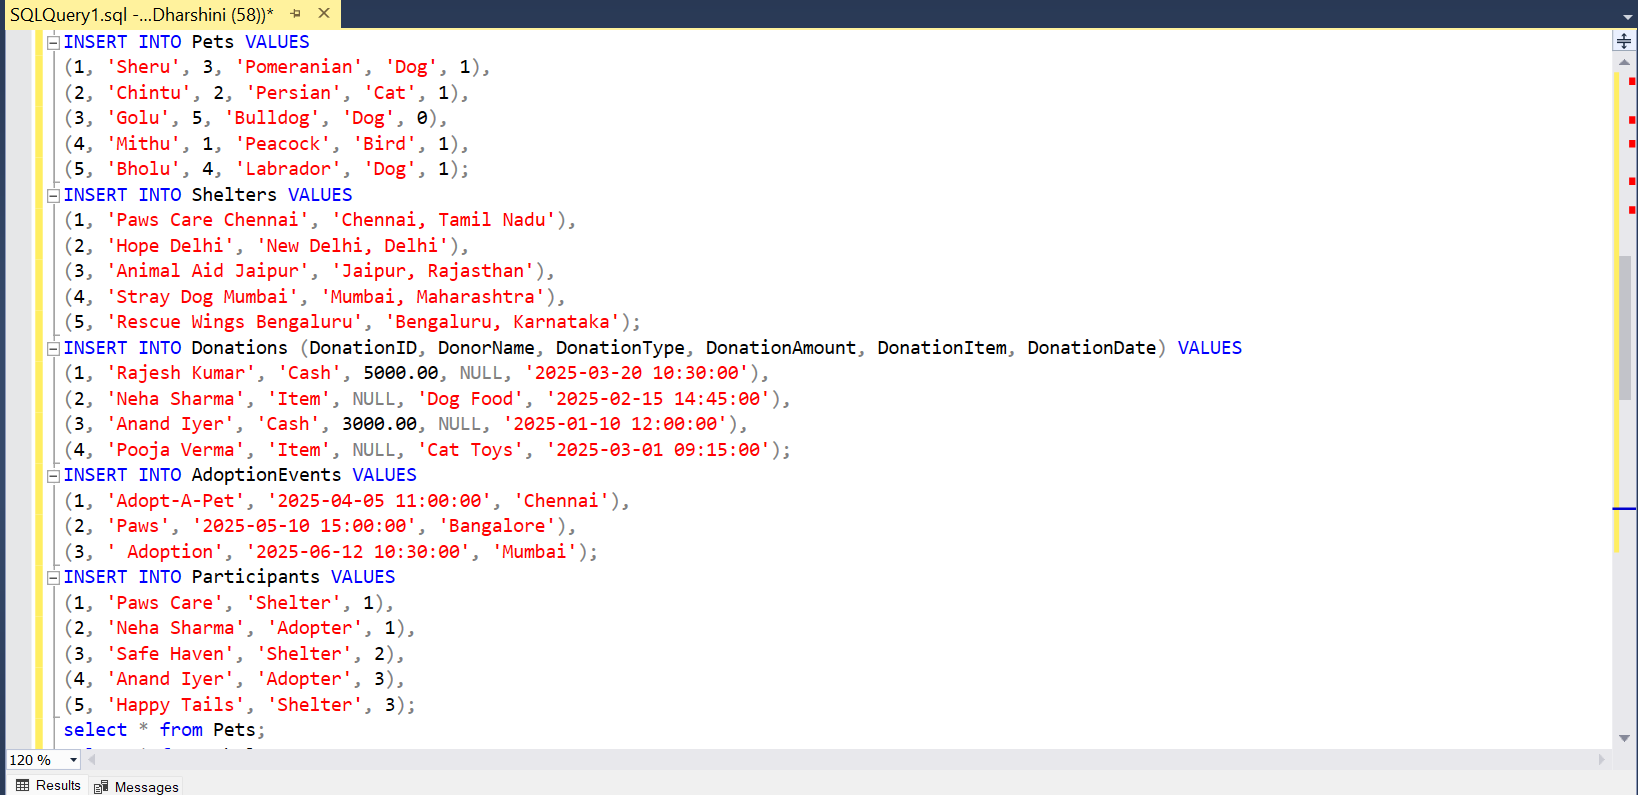 SQLQuery1.sql -...Dharshini (58))*
INSERT INTO Pets VALUES
(1, 'Sheru', 3, 'Pomeranian', 'Dog', 1),
(2, 'Chintu', 2, 'Persian', 'Cat', 1),
(3, 'Golu', 5, 'Bulldog', 'Dog', 0),
(4, 'Mithu', 1, 'Peacock', 'Bird', 1),
(5, 'Bholu', 4, 'Labrador', 'Dog', 1);
INSERT INTO Shelters VALUES
(1, 'Paws Care Chennai', 'Chennai, Tamil Nadu'),
(2, 'Hope Delhi', 'New Delhi, Delhi'),
(3, 'Animal Aid Jaipur', 'Jaipur, Rajasthan'),
(4, 'Stray Dog Mumbai', 'Mumbai, Maharashtra'),
(5, 'Rescue Wings Bengaluru', 'Bengaluru, Karnataka');
INSERT INTO Donations (DonationID, DonorName, DonationType, DonationAmount, DonationItem, DonationDate) VALUES
(1, 'Rajesh Kumar', 'Cash', 5000.00, NULL, '2025-03-20 10:30:00'),
(2, 'Neha Sharma', 'Item', NULL, 'Dog Food', '2025-02-15 14:45:00'),
(3, 'Anand Iyer', 'Cash', 3000.00, NULL, '2025-01-10 12:00:00'),
(4, 'Pooja Verma', 'Item', NULL, 'Cat Toys', '2025-03-01 09:15:00');
INSERT INTO AdoptionEvents VALUES
(1, 'Adopt-A-Pet', '2025-04-05 11:00:00', 'Chennai'),
(2, 'Paws', '2025-05-10 15:00:00', 'Bangalore'),
(3, ' Adoption', '2025-06-12 10:30:00', 'Mumbai');
INSERT INTO Participants VALUES
(1, 'Paws Care', 'Shelter', 1),
(2, 'Neha Sharma', 'Adopter', 1),
(3, 'Safe Haven', 'Shelter', 2),
(4, 'Anand Iyer', 'Adopter', 3),
(5, 'Happy Tails', 'Shelter', 3);
select * from Pets;
120 %
Results Messages